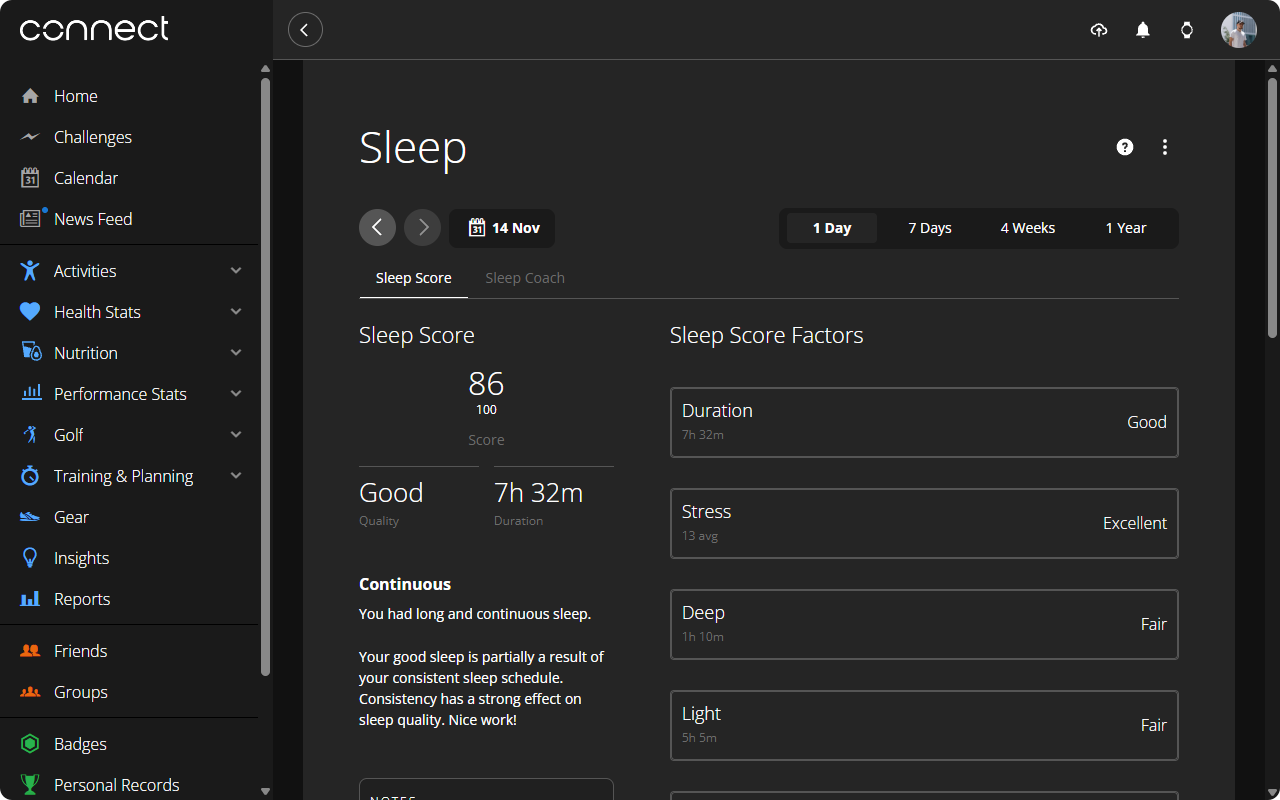 connect
Home
Challenges
31
Calendar
News Feed
Activities
Health Stats
Nutrition
Performance Stats
Golf
Training & Planning
Gear
Insights
Reports
Friends
Groups
Badges
Personal Records
Sleep
?
31
14 Nov
1 Day
7 Days
4 Weeks
1 Year
Sleep Score
Sleep Coach
Sleep Score
86
100
Score
Good
Quality
7h 32m
Duration
Continuous
You had long and continuous sleep.
Your good sleep is partially a result of
your consistent sleep schedule.
Consistency has a strong effect on
sleep quality. Nice work!
NOTES
Sleep Score Factors
Duration
7h 32m
Good
Stress
13 avg
Excellent
Deep
1h 10m
Fair
Light
5h 5m
Fair